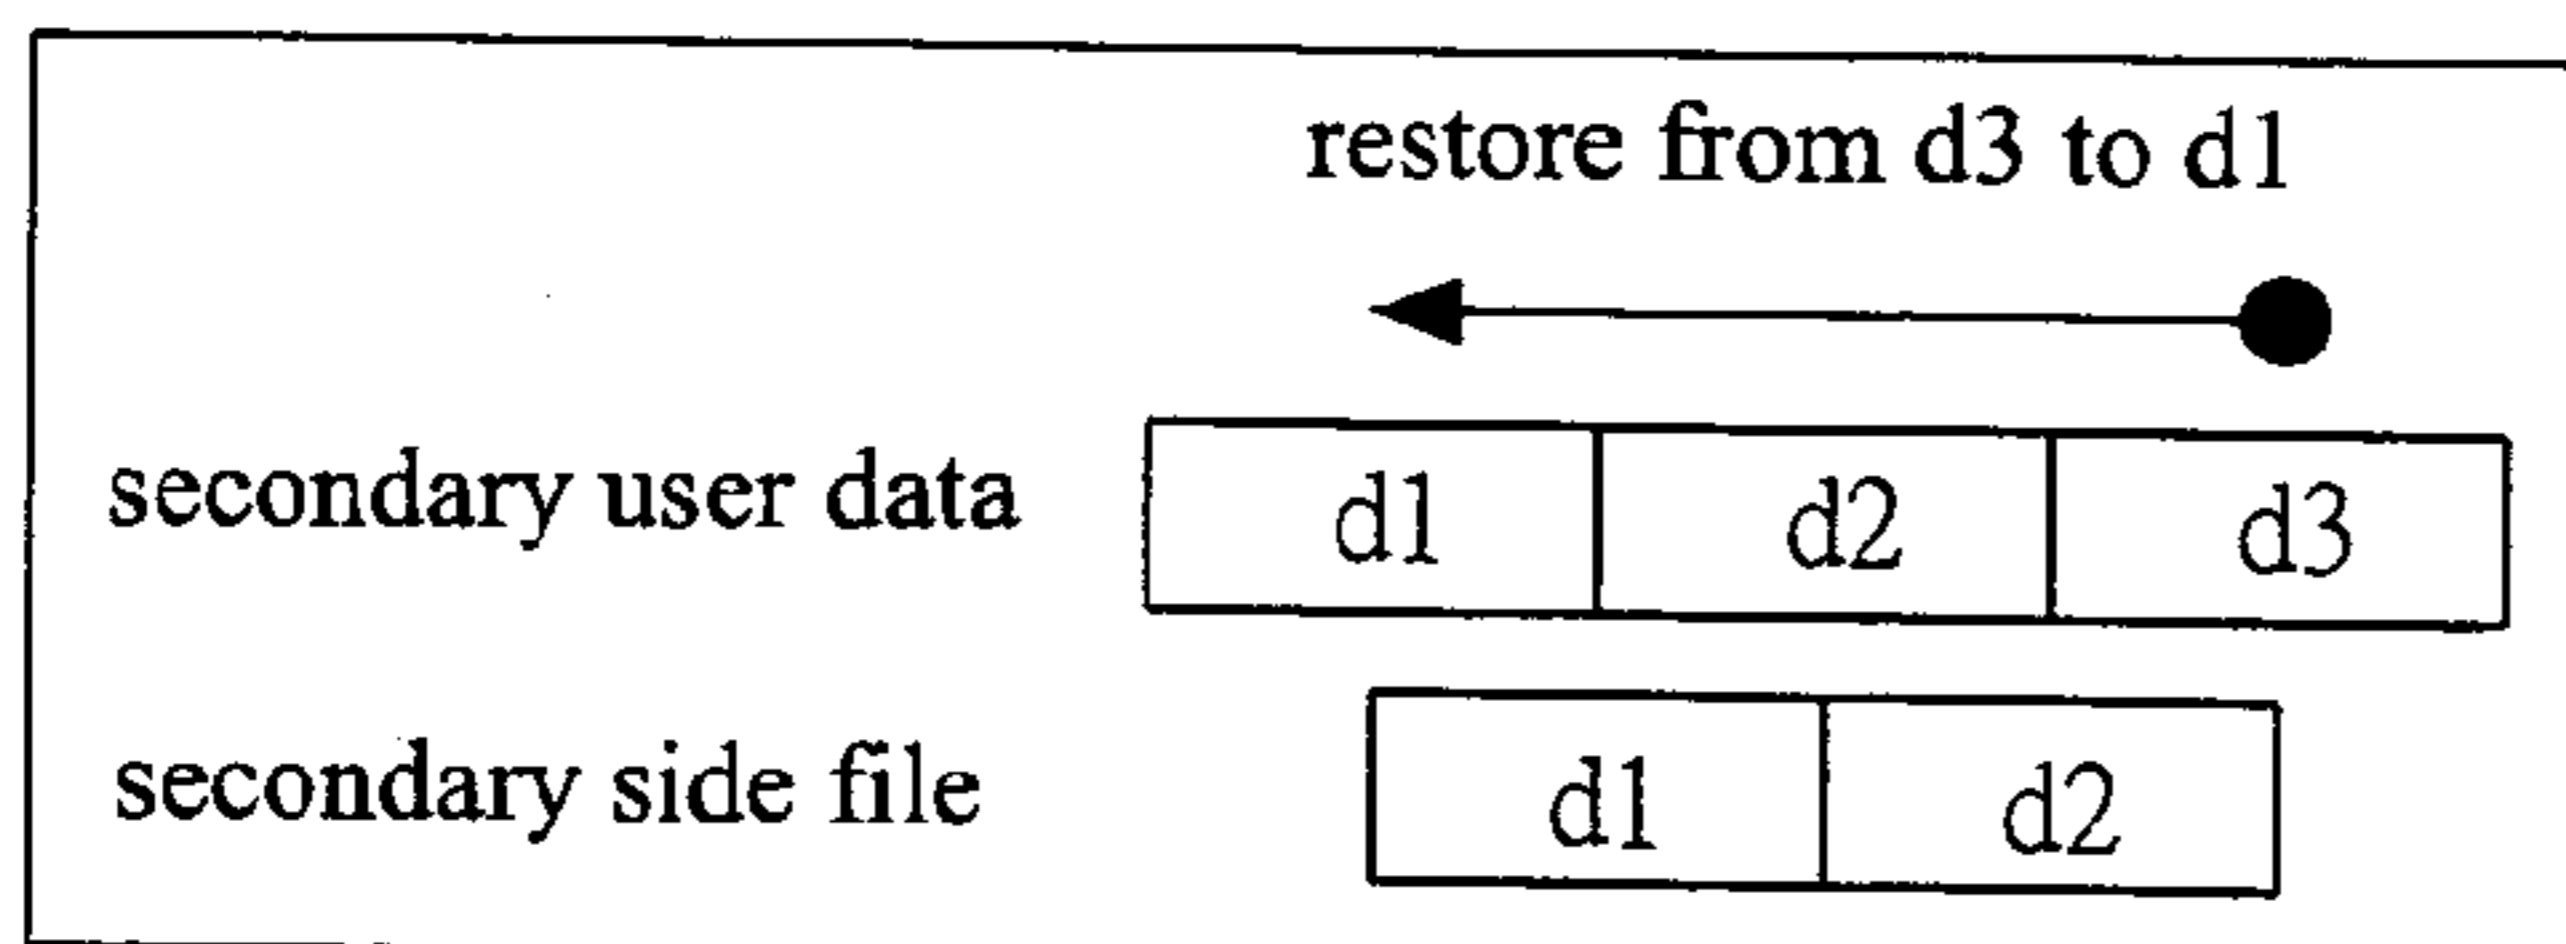 restore from d3 to d1
secondary user data d1 d2 d3
secondary side file d1 d2